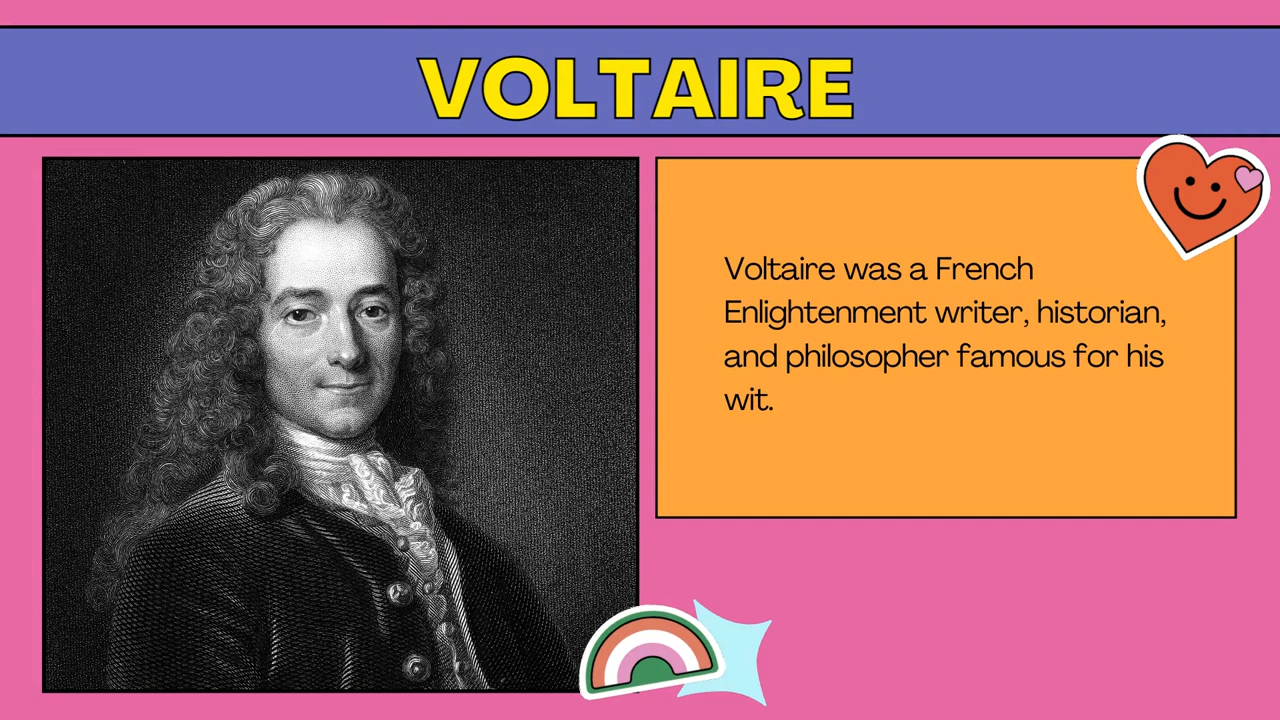 VOLTAIRE
Voltaire was a French
Enlightenment writer, historian,
and philosopher famous for his
wit.